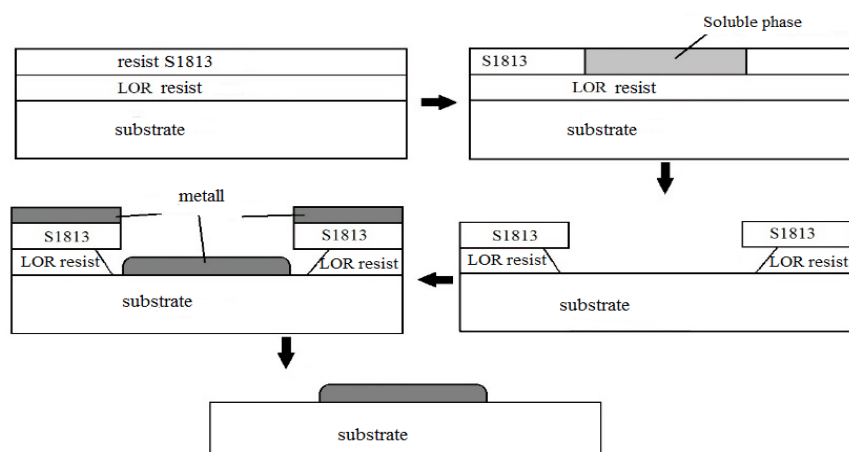 resist S1813
LOR resist
substrate
Soluble phase
S1813
LOR resist
substrate
metall
S1813
S1813
LOR resist
LOR resist
substrate
S1813
S1813
LOR resist
LOR resist
substrate
substrate